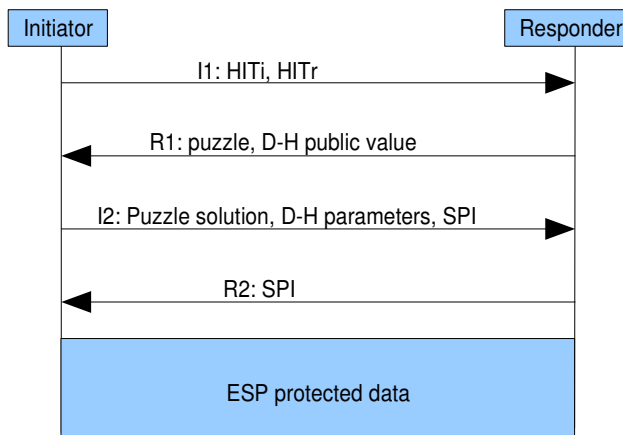 Initiator
Responder
I1: HITi, HITr
R1: puzzle, D-H public value
I2: Puzzle solution, D-H parameters, SPI
R2: SPI
ESP protected data